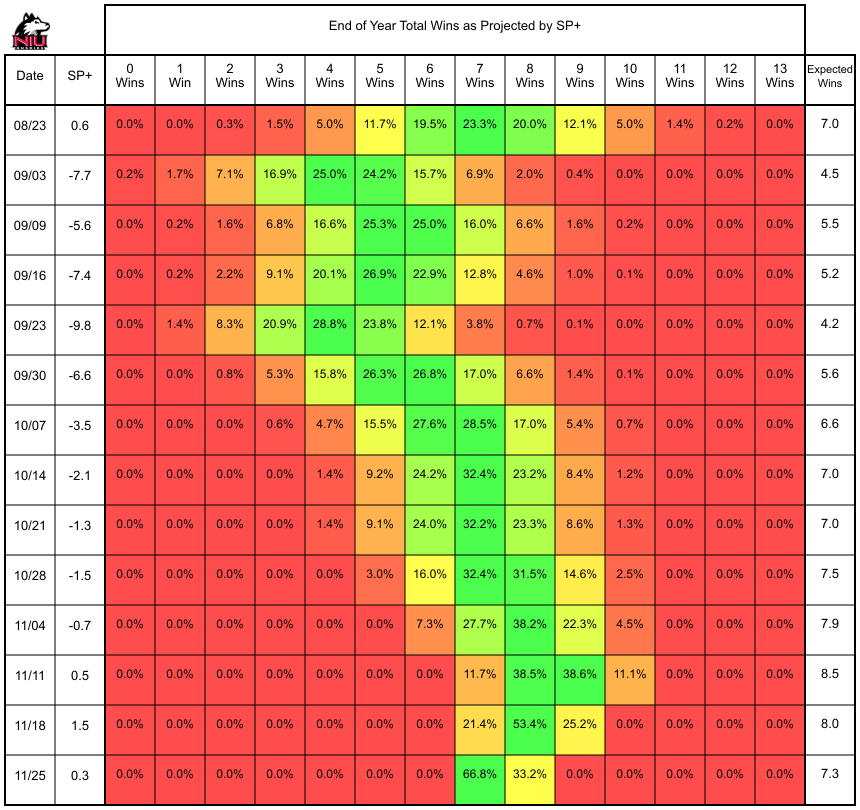 NIU
End of Year Total Wins as Projected by SP+
Date SP+ 0 Wins 1 Win 2 Wins 3 Wins 4 Wins 5 Wins 6 Wins 7 Wins 8 Wins 9 Wins 10 Wins 11 Wins 12 Wins 13 Wins Expected Wins
08/23 0.6 0.0% 0.0% 0.3% 1.5% 5.0% 11.7% 19.5% 23.3% 20.0% 12.1% 5.0% 1.4% 0.2% 0.0% 7.0
09/03 -7.7 0.2% 1.7% 7.1% 16.9% 25.0% 24.2% 15.7% 6.9% 2.0% 0.4% 0.0% 0.0% 0.0% 0.0% 4.5
09/09 -5.6 0.0% 0.2% 1.6% 6.8% 16.6% 25.3% 25.0% 16.0% 6.6% 1.6% 0.2% 0.0% 0.0% 0.0% 5.5
09/16 -7.4 0.0% 0.2% 2.2% 9.1% 20.1% 26.9% 22.9% 12.8% 4.6% 1.0% 0.1% 0.0% 0.0% 0.0% 5.2
09/23 -9.8 0.0% 1.4% 8.3% 20.9% 28.8% 23.8% 12.1% 3.8% 0.7% 0.1% 0.0% 0.0% 0.0% 0.0% 4.2
09/30 -6.6 0.0% 0.0% 0.8% 5.3% 15.8% 26.3% 26.8% 17.0% 6.6% 1.4% 0.1% 0.0% 0.0% 0.0% 5.6
10/07 -3.5 0.0% 0.0% 0.0% 0.6% 4.7% 15.5% 27.6% 28.5% 17.0% 5.4% 0.7% 0.0% 0.0% 0.0% 6.6
10/14 -2.1 0.0% 0.0% 0.0% 0.0% 1.4% 9.2% 24.2% 32.4% 23.2% 8.4% 1.2% 0.0% 0.0% 0.0% 7.0
10/21 -1.3 0.0% 0.0% 0.0% 0.0% 1.4% 9.1% 24.0% 32.2% 23.3% 8.6% 1.3% 0.0% 0.0% 0.0% 7.0
10/28 -1.5 0.0% 0.0% 0.0% 0.0% 0.0% 3.0% 16.0% 32.4% 31.5% 14.6% 2.5% 0.0% 0.0% 0.0% 7.5
11/04 -0.7 0.0% 0.0% 0.0% 0.0% 0.0% 0.0% 7.3% 27.7% 38.2% 22.3% 4.5% 0.0% 0.0% 0.0% 7.9
11/11 0.5 0.0% 0.0% 0.0% 0.0% 0.0% 0.0% 0.0% 11.7% 38.5% 38.6% 11.1% 0.0% 0.0% 0.0% 8.5
11/18 1.5 0.0% 0.0% 0.0% 0.0% 0.0% 0.0% 0.0% 21.4% 53.4% 25.2% 0.0% 0.0% 0.0% 0.0% 8.0
11/25 0.3 0.0% 0.0% 0.0% 0.0% 0.0% 0.0% 0.0% 66.8% 33.2% 0.0% 0.0% 0.0% 0.0% 0.0% 7.3